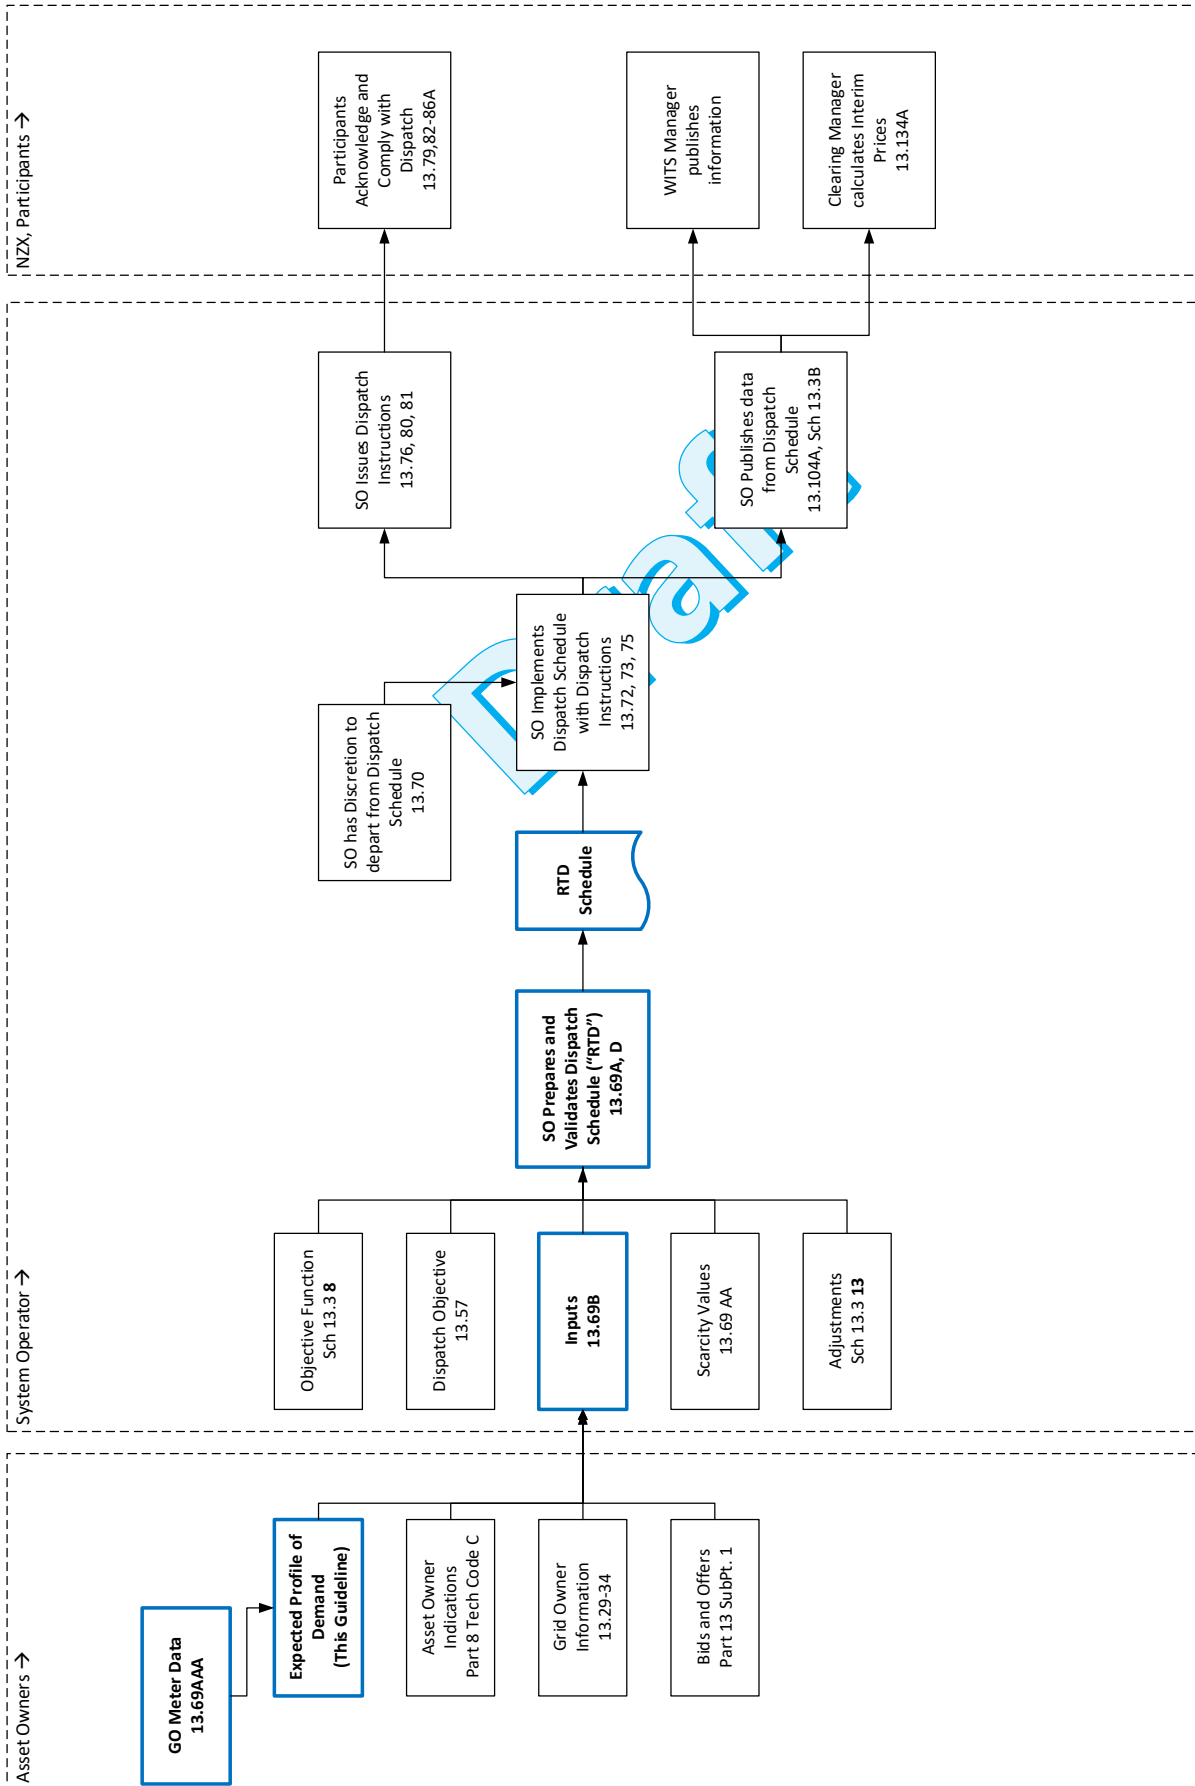 Asset Owners →
GO Meter Data
13.69AAA
Expected Profile of
Demand
(This Guideline)
Asset Owner
Indications
Part 8 Tech Code C
Grid Owner
Information
13.29-34
Bids and Offers
Part 13 SubPt. 1
System Operator →
Objective Function
Sch 13.3 8
Dispatch Objective
13.57
Inputs
13.69B
Scarcity Values
13.69 AA
Adjustments
Sch 13.3 13
SO Prepares and
Validates Dispatch
Schedule (“RTD”)
13.69A, D
RTD
Schedule
SO has Discretion to
depart from Dispatch
Schedule
13.70
SO Implements
Dispatch Schedule
with Dispatch
Instructions
13.72, 73, 75
SO Issues Dispatch
Instructions
13.76, 80, 81
SO Publishes data
from Dispatch
Schedule
13.104A, Sch 13.3B
NZX, Participants →
Participants
Acknowledge and
Comply with
Dispatch
13.79,82-86A
WITS Manager
publishes
information
Clearing Manager
calculates Interim
Prices
13.134A
Draft